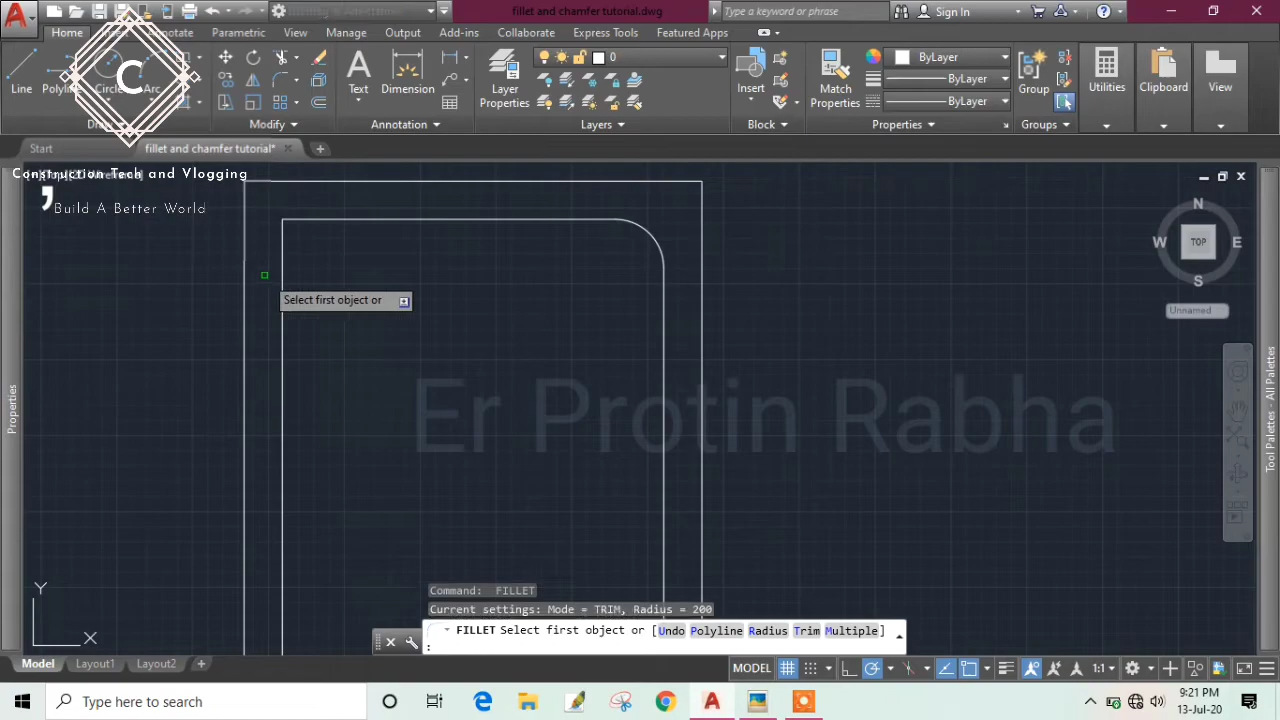 fillet and chamfer tutorial.dwg
Type a keyword or phrase
Sign In
Home
Annotate
Parametric
View
Manage
Output
Add-ins
Collaborate
Express Tools
Featured Apps
Line
Polyline
Circle
Arc
Text
Dimension
Layer Properties
0
Insert
Match Properties
ByLayer
ByLayer
ByLayer
Group
Utilities
Clipboard
View
Modify
Annotation
Layers
Block
Properties
Groups
C
Start
fillet and chamfer tutorial*
Construction Tech and Vlogging
Build A Better World
N
W
TOP
E
S
Unnamed
Select first object or
Er Protin Rabha
Properties
Tool Palettes - All Palettes
Y
X
Command: FILLET
Current settings: Mode = TRIM, Radius = 200
FILLET Select first object or [Undo Polyline Radius Trim Multiple]
:
Model
Layout1
Layout2
MODEL
1:1
Type here to search
9:21 PM
13-Jul-20